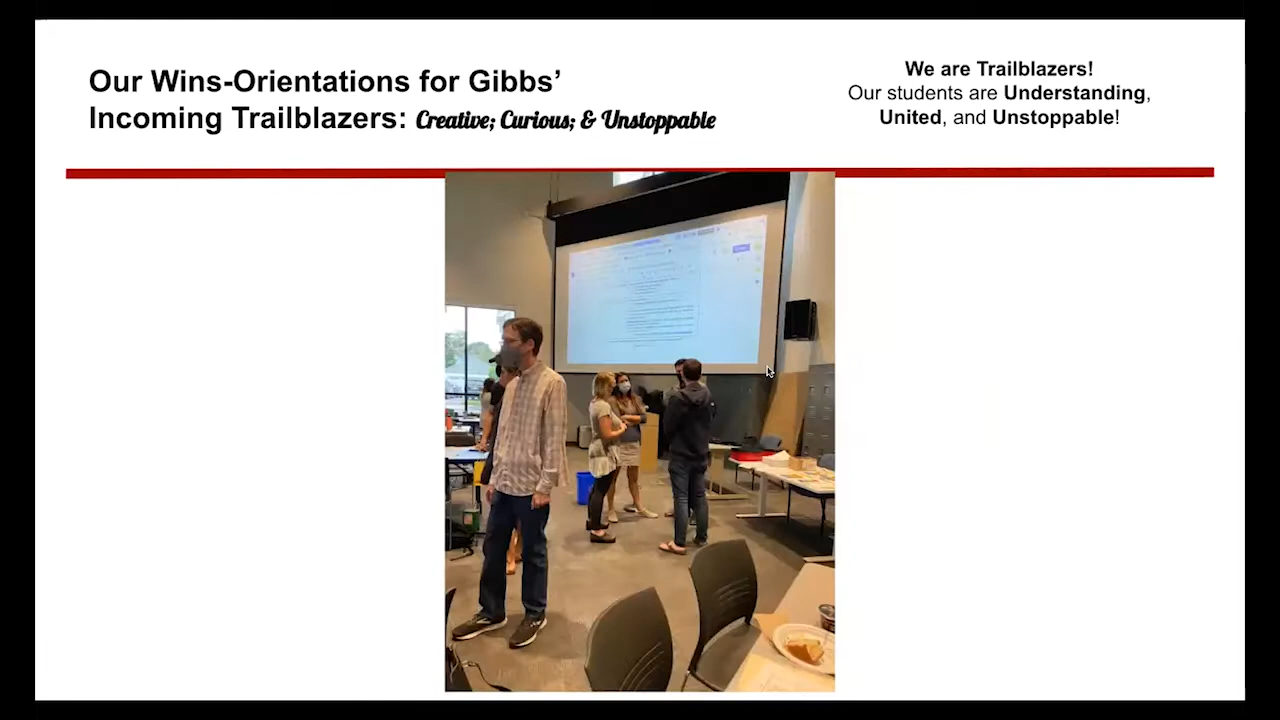 Our Wins-Orientations for Gibbs’
Incoming Trailblazers: Creative; Curious; & Unstoppable
We are Trailblazers!
Our students are Understanding,
United, and Unstoppable!